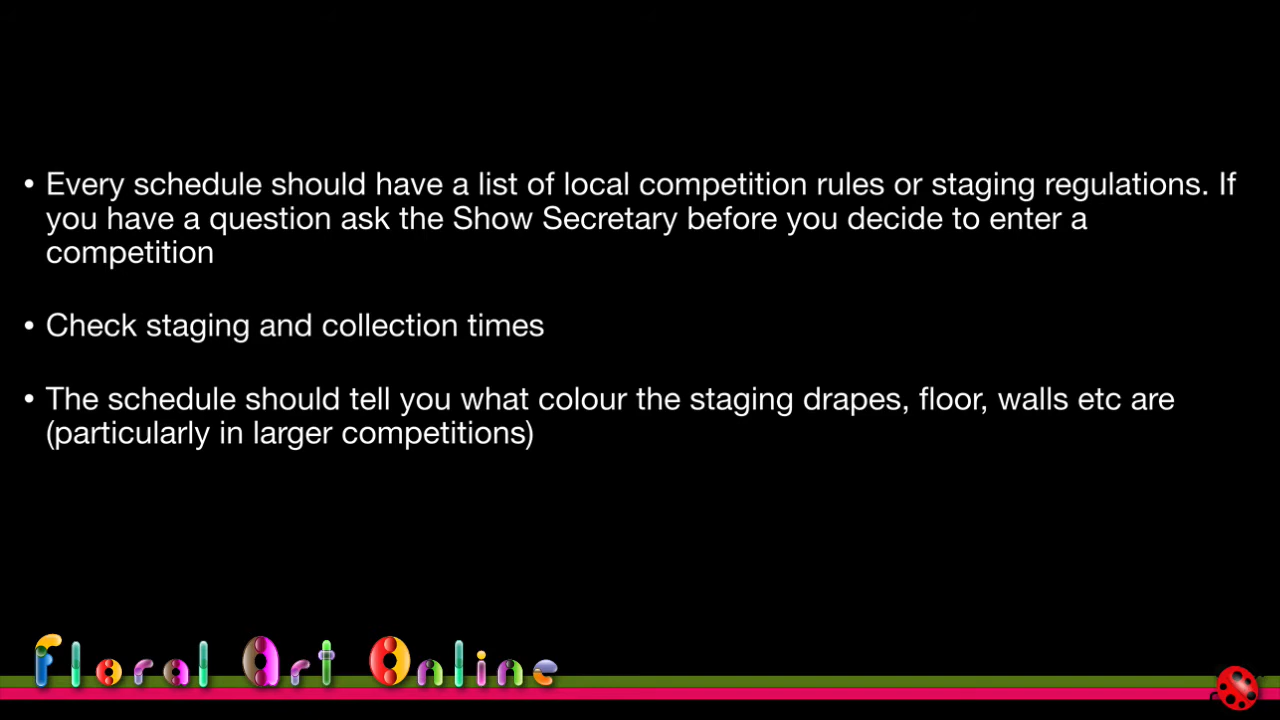 • Every schedule should have a list of local competition rules or staging regulations. If
you have a question ask the Show Secretary before you decide to enter a
competition
• Check staging and collection times
• The schedule should tell you what colour the staging drapes, floor, walls etc are
(particularly in larger competitions)
Floral Art Online